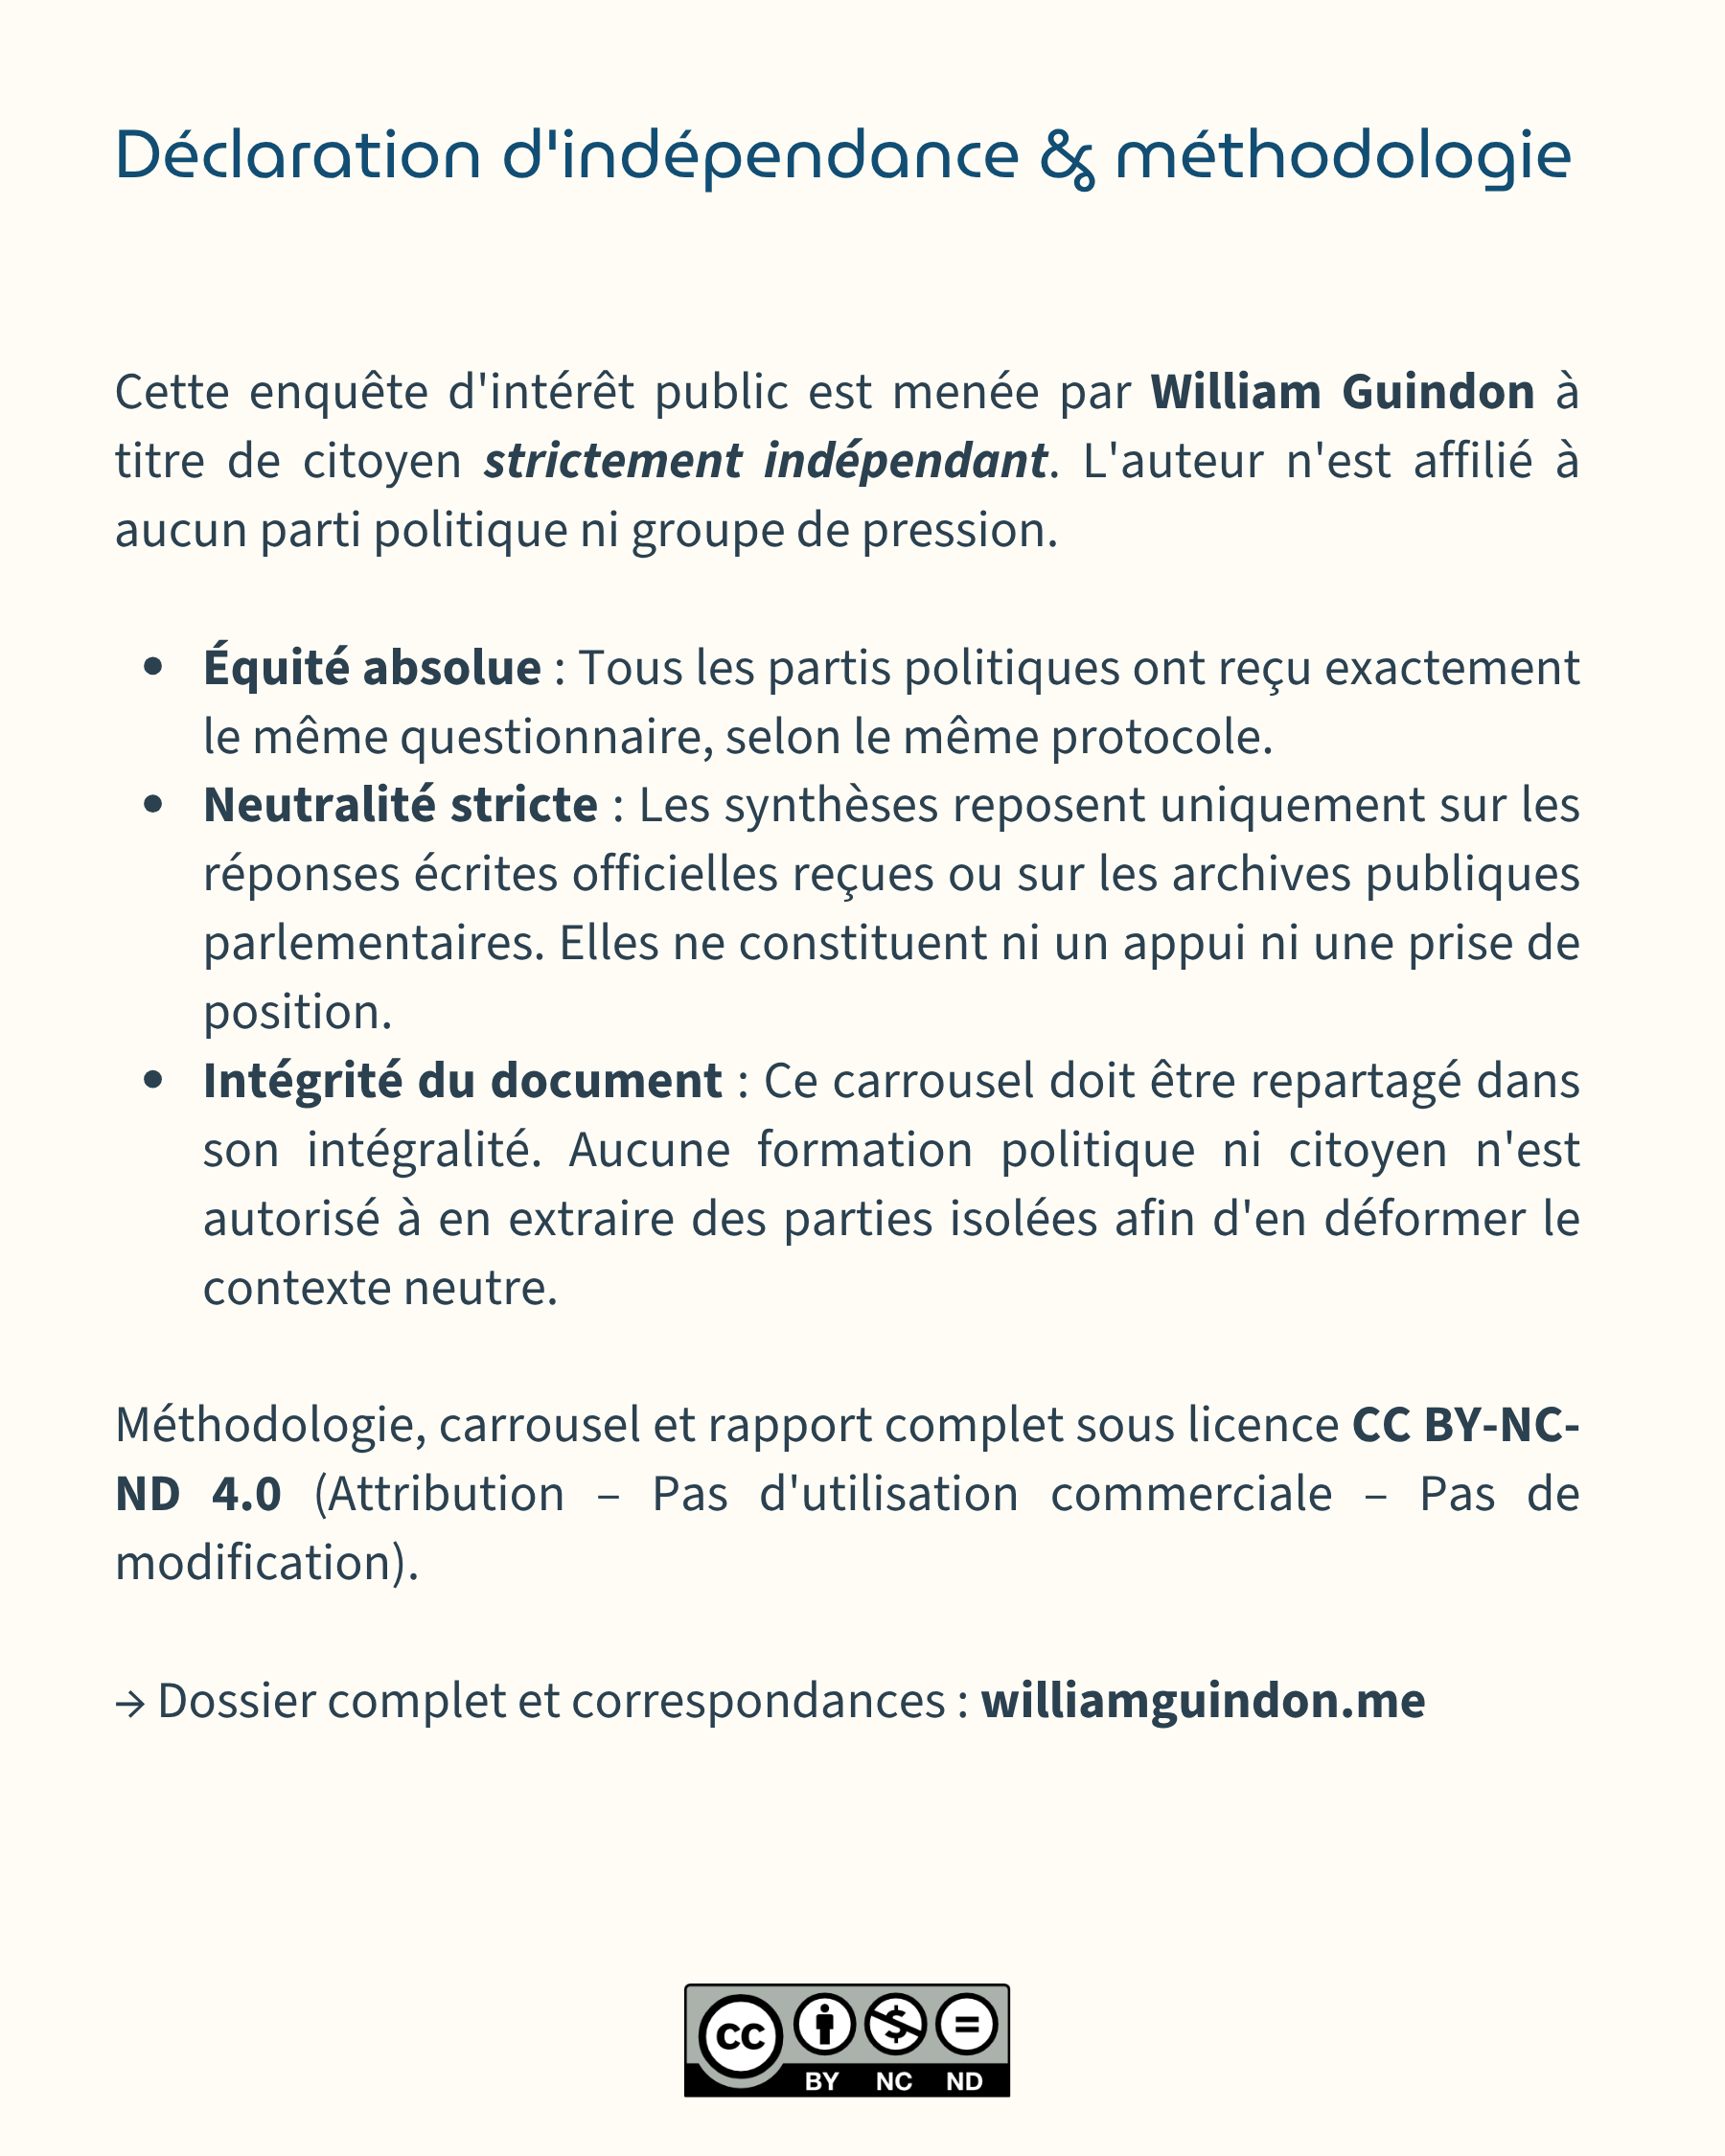 Déclaration d'indépendance & méthodologie
Cette enquête d'intérêt public est menée par William Guindon à
titre de citoyen strictement indépendant. L'auteur n'est affilié à
aucun parti politique ni groupe de pression.
• Équité absolue : Tous les partis politiques ont reçu exactement
le même questionnaire, selon le même protocole.
• Neutralité stricte : Les synthèses reposent uniquement sur les
réponses écrites officielles reçues ou sur les archives publiques
parlementaires. Elles ne constituent ni un appui ni une prise de
position.
• Intégrité du document : Ce carrousel doit être repartagé dans
son intégralité. Aucune formation politique ni citoyen n'est
autorisé à en extraire des parties isolées afin d'en déformer le
contexte neutre.
Méthodologie, carrousel et rapport complet sous licence CC BY-NC-
ND 4.0 (Attribution – Pas d'utilisation commerciale – Pas de
modification).
→ Dossier complet et correspondances : williamguindon.me
CC
BY NC ND